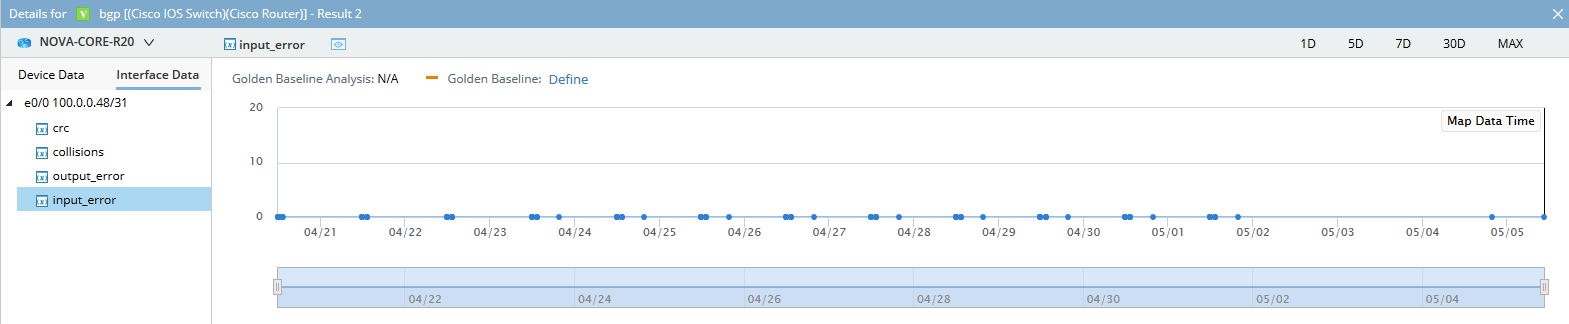 Details for V bgp [(Cisco IOS Switch)(Cisco Router)] - Result 2
NOVA-CORE-R20
input_error
1D 5D 7D 30D MAX
Device Data Interface Data
e0/0 100.0.0.48/31
crc
collisions
output_error
input_error
Golden Baseline Analysis: N/A Golden Baseline: Define
20
10
0
Map Data Time
04/21 04/22 04/23 04/24 04/25 04/26 04/27 04/28 04/29 04/30 05/01 05/02 05/03 05/04 05/05
04/22 04/24 04/26 04/28 04/30 05/02 05/04